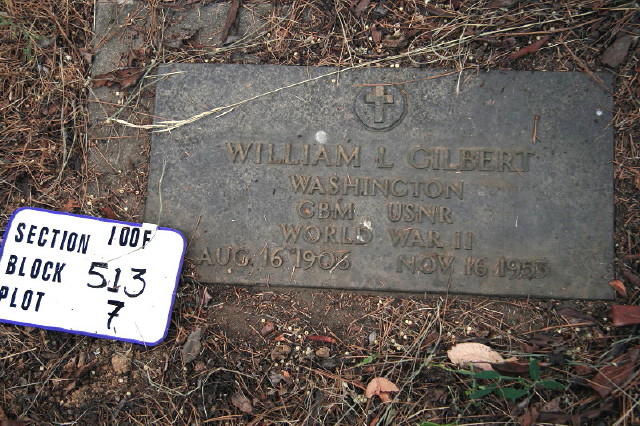 WILLIAM L GILBERT
WASHINGTON
CBM USNR
WORLD WAR II
AUG 16 1906 NOV 16 1953
SECTION 100F
BLOCK 513
PLOT 7